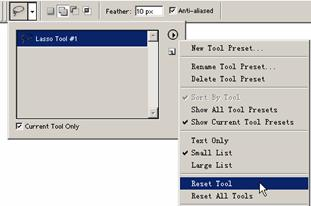 Feather: 10 px Anti-aliased
Lasso Tool #1
Current Tool Only
New Tool Preset...
Rename Tool Preset...
Delete Tool Preset
Sort By Tool
Show All Tool Presets
Show Current Tool Presets
Text Only
Small List
Large List
Reset Tool
Reset All Tools